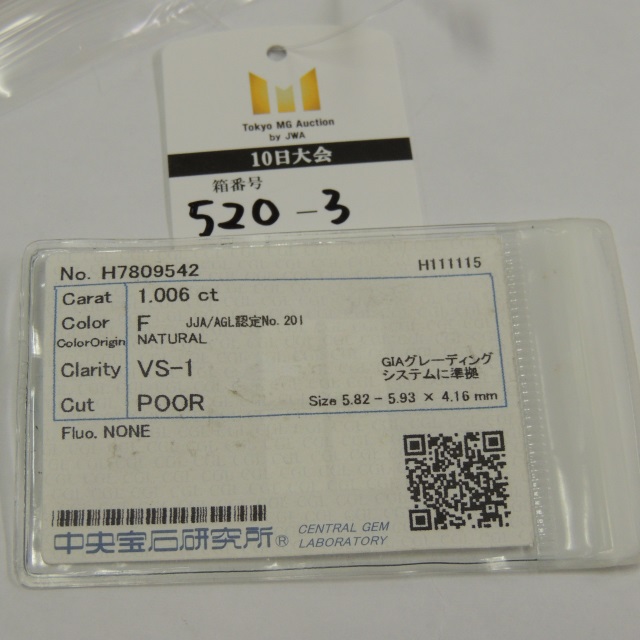 Tokyo MG Auction
by JWA
10日大会
箱番号
520-3
No. H7809542 H111115
Carat 1.006 ct
Color F JJA/AGL認定No.201
ColorOrigin NATURAL
Clarity VS-1 GIAグレーディング
システムに準拠
Cut POOR Size 5.82 - 5.93 × 4.16 mm
Fluo. NONE
中央宝石研究所® CENTRAL GEM
LABORATORY